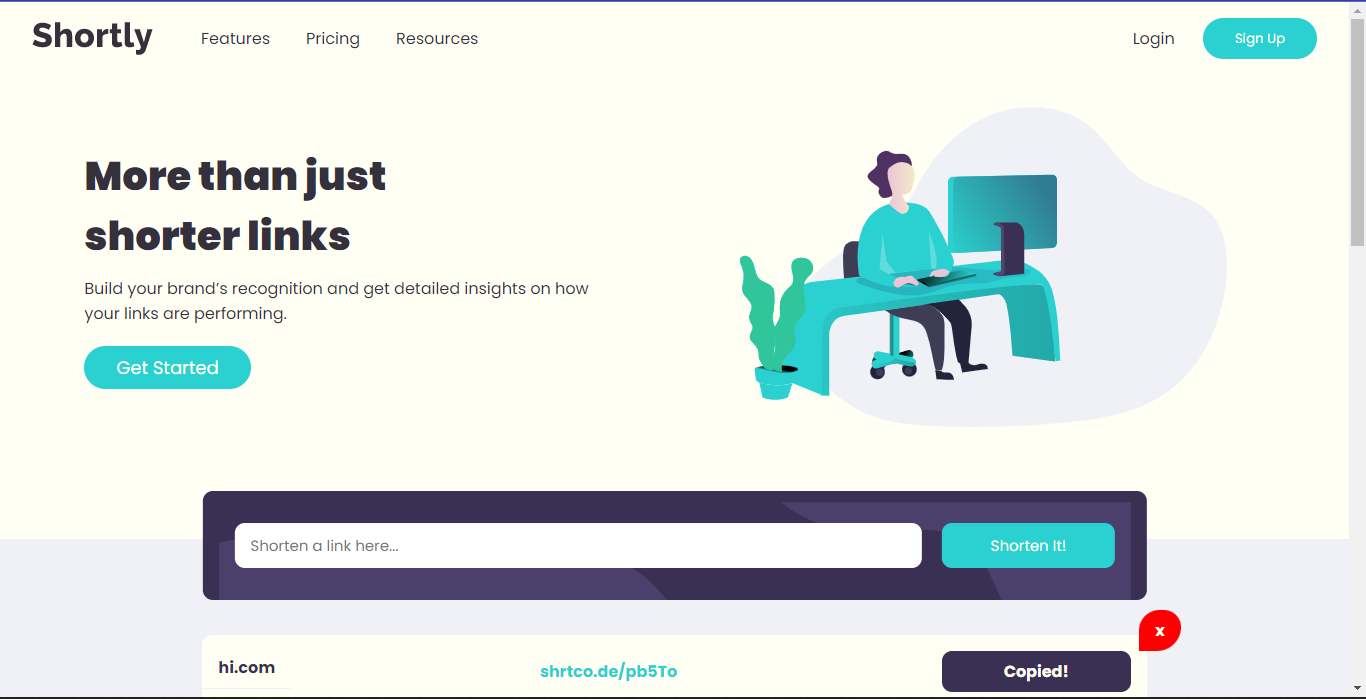 Shortly Features Pricing Resources Login Sign Up
More than just
shorter links
Build your brand’s recognition and get detailed insights on how
your links are performing.
Get Started
Shorten a link here... Shorten It!
x
hi.com shrtco.de/pb5To Copied!